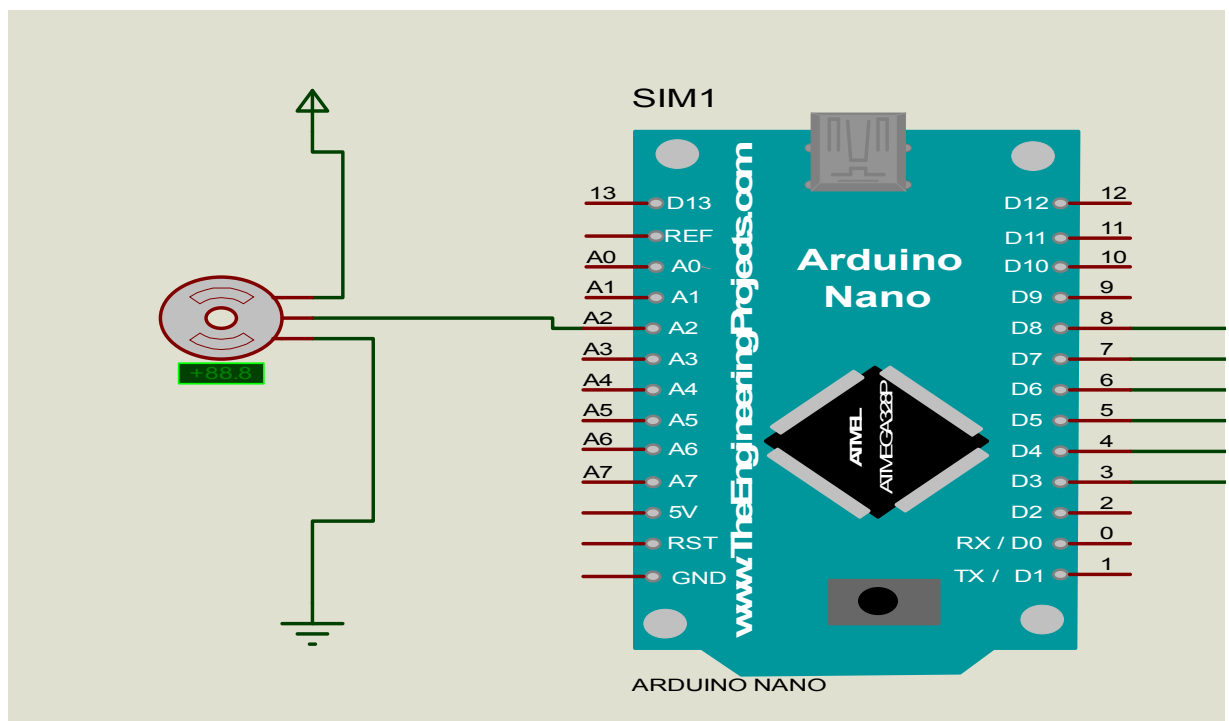 SIM1
www.TheEngineeringProjects.com
Arduino
Nano
ATMEL
ATMEGA328P
13 D13
REF
A0 A0~
A1 A1
A2 A2
A3 A3
A4 A4
A5 A5
A6 A6
A7 A7
5V
RST
GND
D12 12
D11 11
D10 10
D9 9
D8 8
D7 7
D6 6
D5 5
D4 4
D3 3
D2 2
RX / D0 0
TX / D1 1
+88.8
ARDUINO NANO